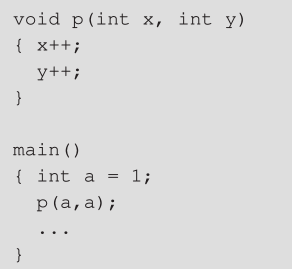 void p(int x, int y)
{ x++;
  y++;
}

main()
{ int a = 1;
  p(a,a);
  ...
}